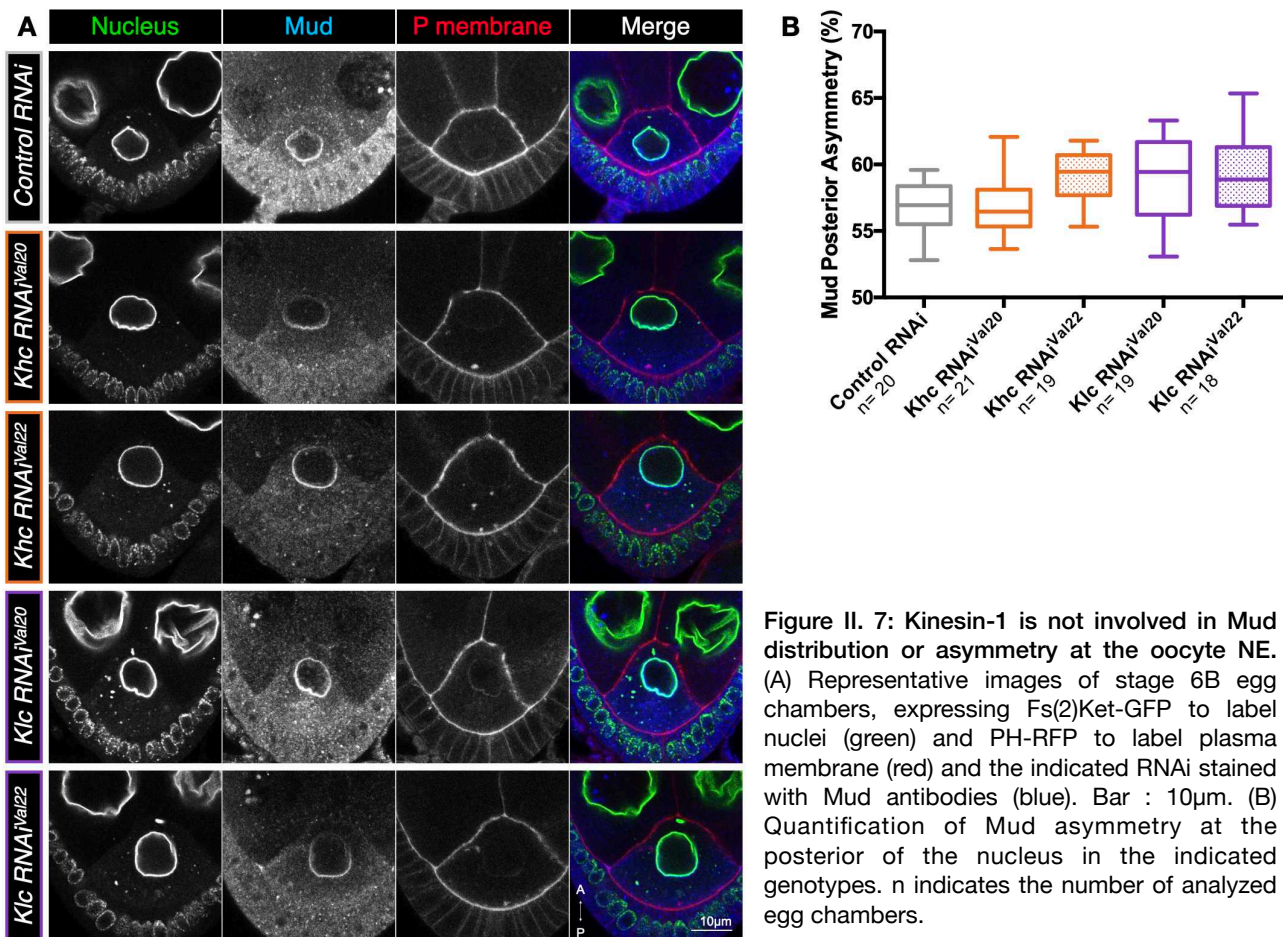 A
Nucleus
Mud
P membrane
Merge
Control RNAi
Khc RNAi^Val20
Khc RNAi^Val22
Klc RNAi^Val20
Klc RNAi^Val22
A
P
10µm
B
Mud Posterior Asymmetry (%)
70
65
60
55
50
Control RNAi
n= 20
Khc RNAi^Val20
n= 21
Khc RNAi^Val22
n= 19
Klc RNAi^Val20
n= 19
Klc RNAi^Val22
n= 18
Figure II. 7: Kinesin-1 is not involved in Mud
distribution or asymmetry at the oocyte NE.
(A) Representative images of stage 6B egg
chambers, expressing Fs(2)Ket-GFP to label
nuclei (green) and PH-RFP to label plasma
membrane (red) and the indicated RNAi stained
with Mud antibodies (blue). Bar : 10µm. (B)
Quantification of Mud asymmetry at the
posterior of the nucleus in the indicated
genotypes. n indicates the number of analyzed
egg chambers.